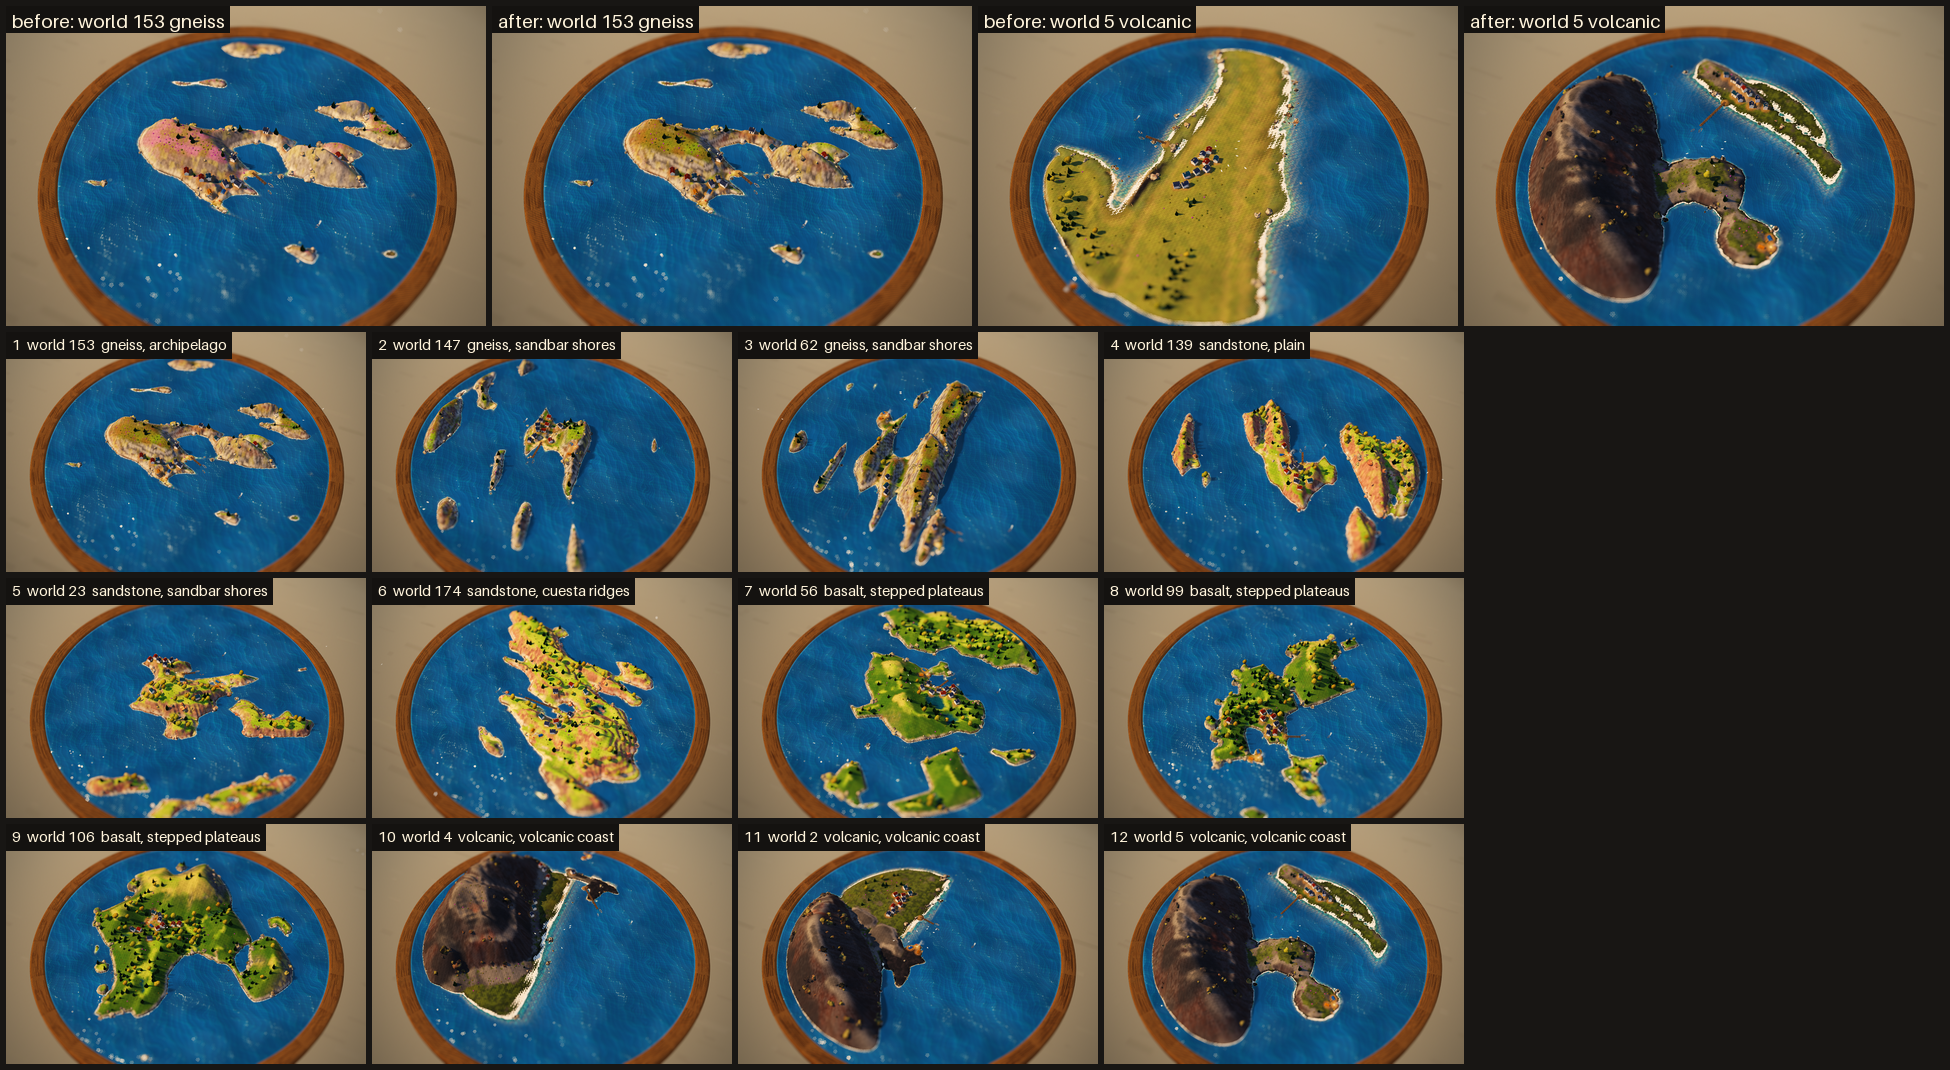 before: world 153 gneiss
after: world 153 gneiss
before: world 5 volcanic
after: world 5 volcanic
1 world 153 gneiss, archipelago
2 world 147 gneiss, sandbar shores
3 world 62 gneiss, sandbar shores
4 world 139 sandstone, plain
5 world 23 sandstone, sandbar shores
6 world 174 sandstone, cuesta ridges
7 world 56 basalt, stepped plateaus
8 world 99 basalt, stepped plateaus
9 world 106 basalt, stepped plateaus
10 world 4 volcanic, volcanic coast
11 world 2 volcanic, volcanic coast
12 world 5 volcanic, volcanic coast